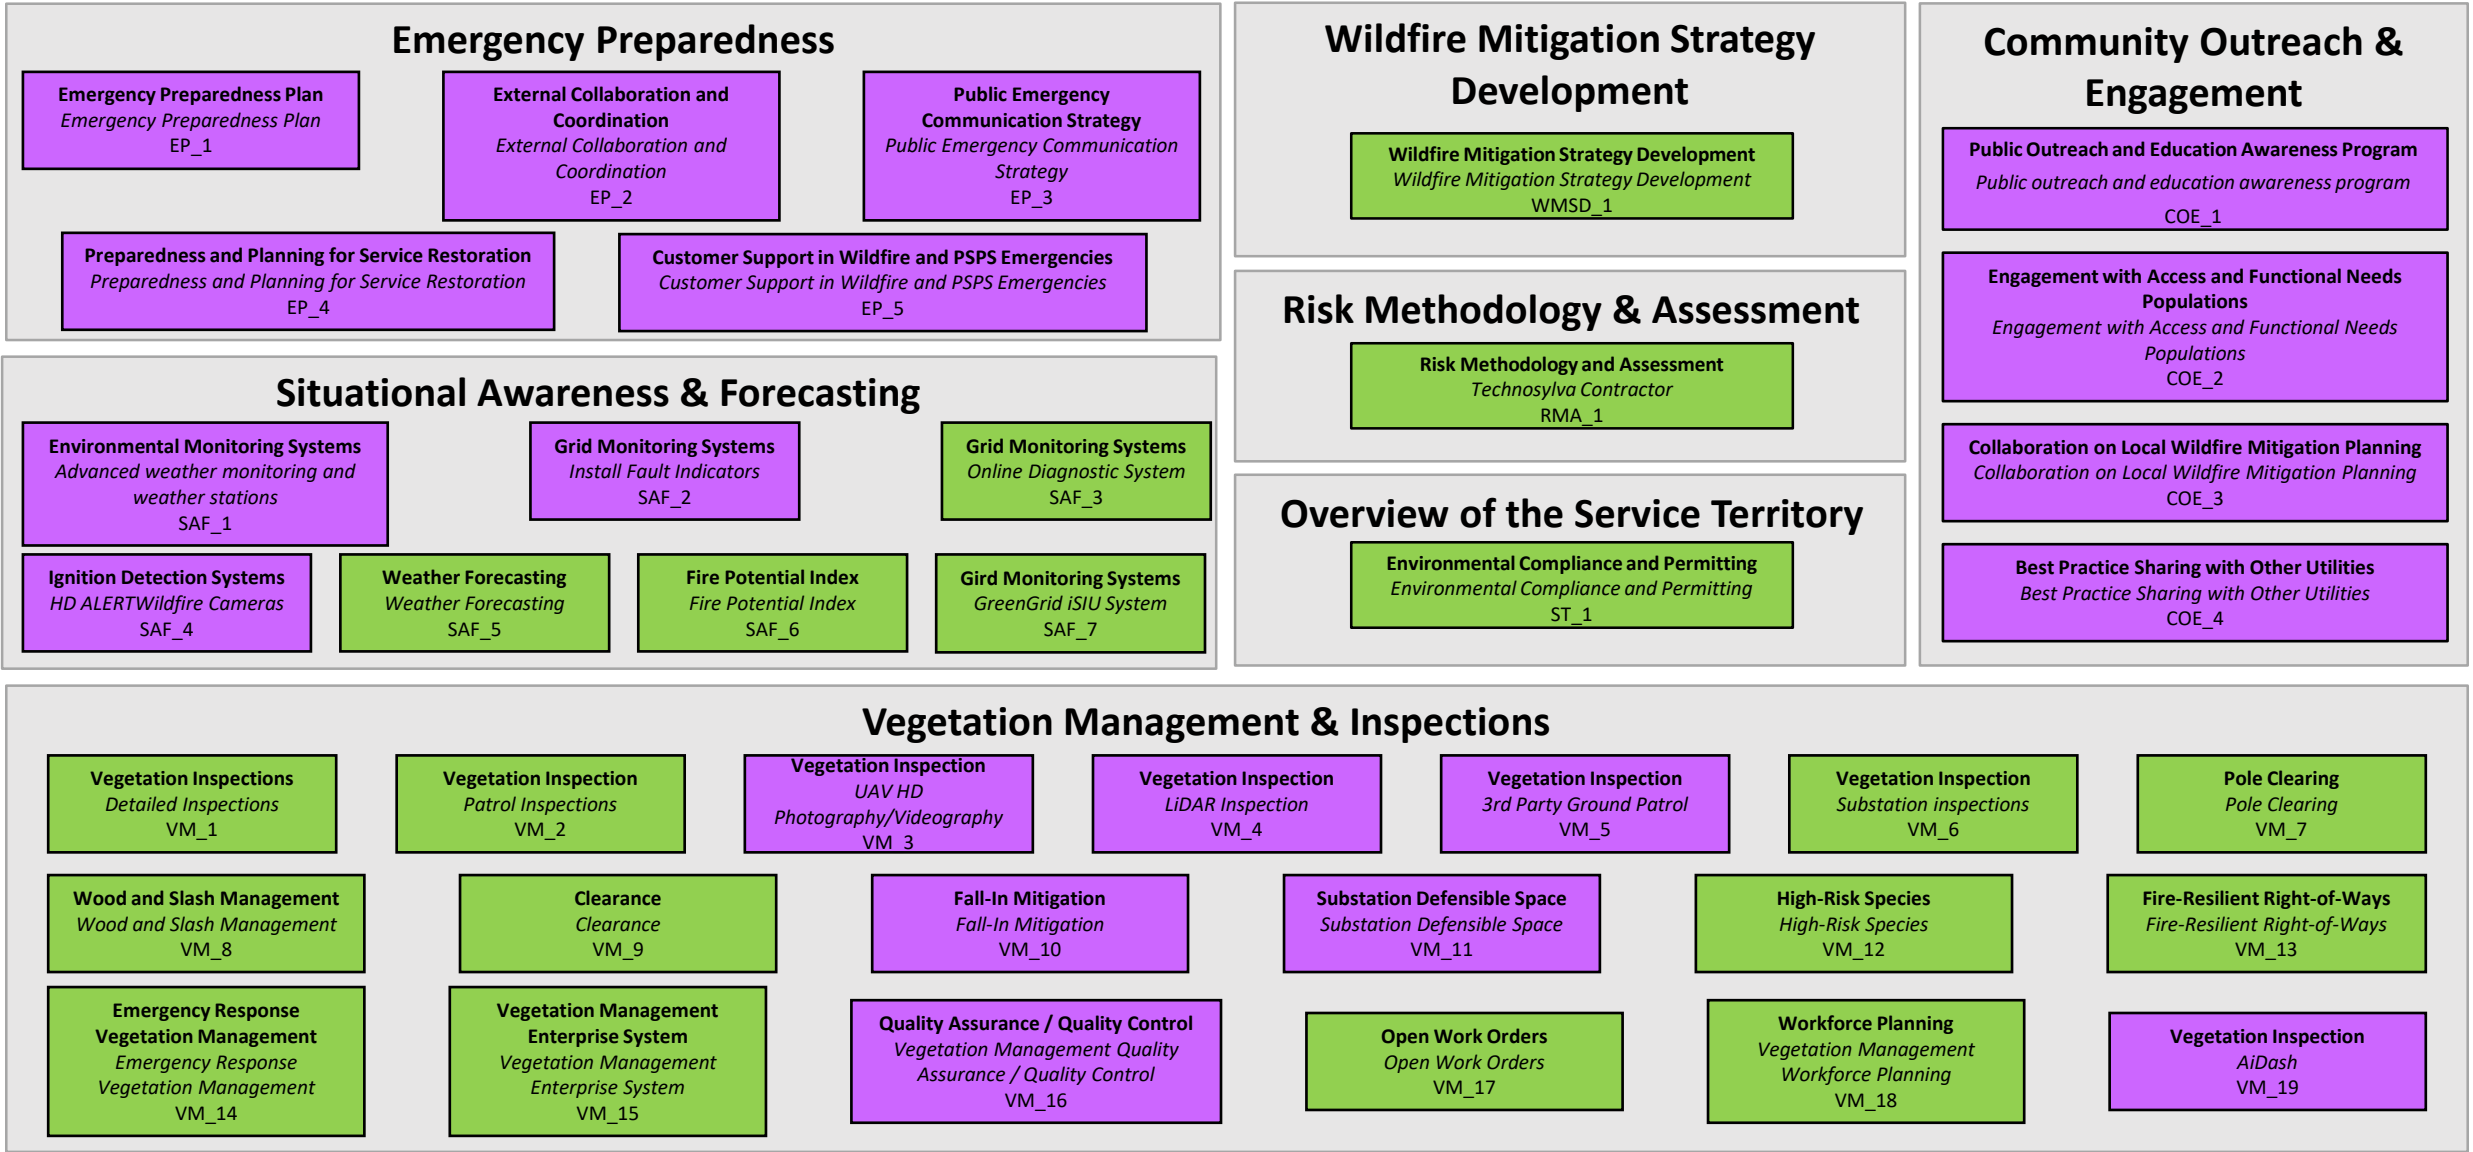 Emergency Preparedness
Emergency Preparedness Plan
Emergency Preparedness Plan
EP_1
External Collaboration and
Coordination
External Collaboration and
Coordination
EP_2
Public Emergency
Communication Strategy
Public Emergency Communication
Strategy
EP_3
Preparedness and Planning for Service Restoration
Preparedness and Planning for Service Restoration
EP_4
Customer Support in Wildfire and PSPS Emergencies
Customer Support in Wildfire and PSPS Emergencies
EP_5
Wildfire Mitigation Strategy
Development
Wildfire Mitigation Strategy Development
Wildfire Mitigation Strategy Development
WMSD_1
Risk Methodology & Assessment
Risk Methodology and Assessment
Technosylva Contractor
RMA_1
Overview of the Service Territory
Environmental Compliance and Permitting
Environmental Compliance and Permitting
ST_1
Community Outreach &
Engagement
Public Outreach and Education Awareness Program
Public outreach and education awareness program
COE_1
Engagement with Access and Functional Needs
Populations
Engagement with Access and Functional Needs
Populations
COE_2
Collaboration on Local Wildfire Mitigation Planning
Collaboration on Local Wildfire Mitigation Planning
COE_3
Best Practice Sharing with Other Utilities
Best Practice Sharing with Other Utilities
COE_4
Situational Awareness & Forecasting
Environmental Monitoring Systems
Advanced weather monitoring and
weather stations
SAF_1
Grid Monitoring Systems
Install Fault Indicators
SAF_2
Grid Monitoring Systems
Online Diagnostic System
SAF_3
Ignition Detection Systems
HD ALERTWildfire Cameras
SAF_4
Weather Forecasting
Weather Forecasting
SAF_5
Fire Potential Index
Fire Potential Index
SAF_6
Gird Monitoring Systems
GreenGrid iSIU System
SAF_7
Vegetation Management & Inspections
Vegetation Inspections
Detailed Inspections
VM_1
Vegetation Inspection
Patrol Inspections
VM_2
Vegetation Inspection
UAV HD
Photography/Videography
VM_3
Vegetation Inspection
LiDAR Inspection
VM_4
Vegetation Inspection
3rd Party Ground Patrol
VM_5
Vegetation Inspection
Substation inspections
VM_6
Pole Clearing
Pole Clearing
VM_7
Wood and Slash Management
Wood and Slash Management
VM_8
Clearance
Clearance
VM_9
Fall-In Mitigation
Fall-In Mitigation
VM_10
Substation Defensible Space
Substation Defensible Space
VM_11
High-Risk Species
High-Risk Species
VM_12
Fire-Resilient Right-of-Ways
Fire-Resilient Right-of-Ways
VM_13
Emergency Response
Vegetation Management
Emergency Response
Vegetation Management
VM_14
Vegetation Management
Enterprise System
Vegetation Management
Enterprise System
VM_15
Quality Assurance / Quality Control
Vegetation Management Quality
Assurance / Quality Control
VM_16
Open Work Orders
Open Work Orders
VM_17
Workforce Planning
Vegetation Management
Workforce Planning
VM_18
Vegetation Inspection
AiDash
VM_19